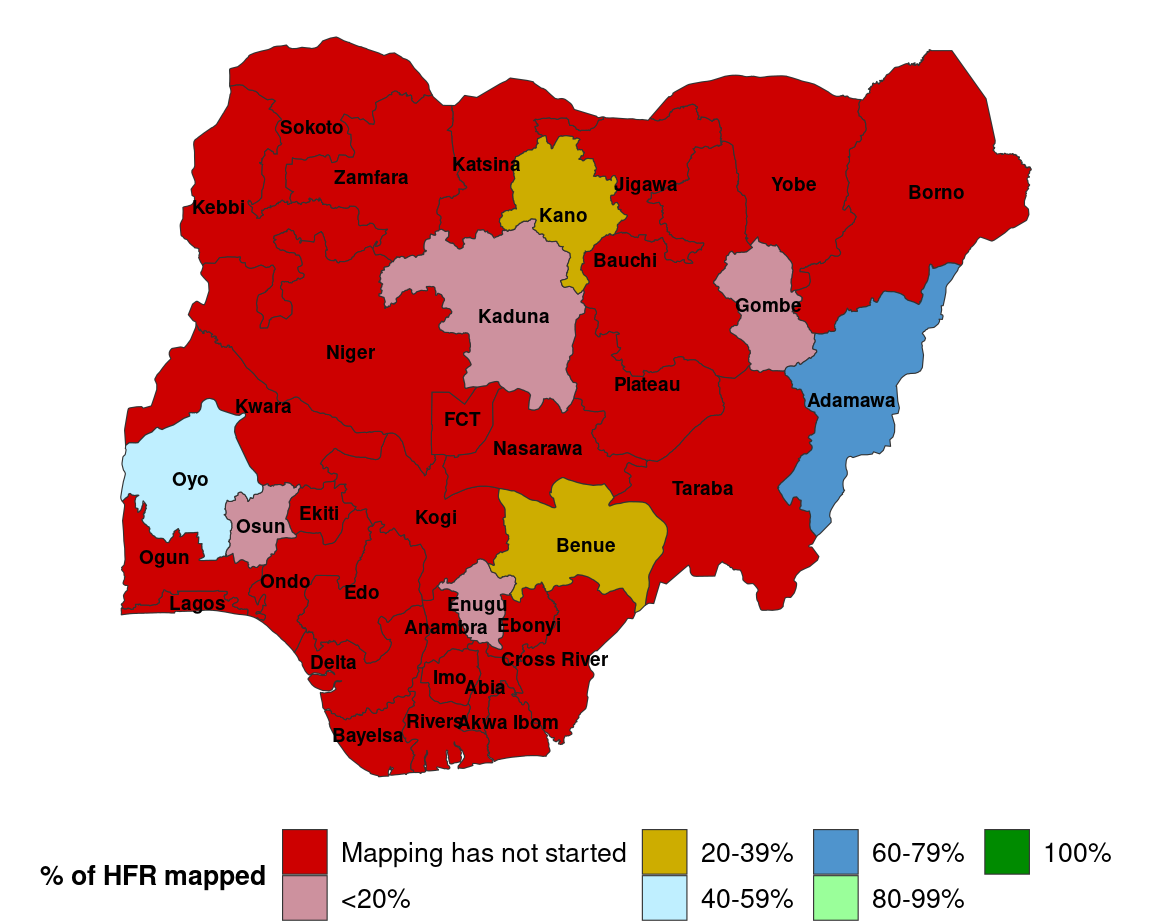 Sokoto
Katsina
Zamfara
Jigawa
Yobe
Borno
Kebbi
Kano
Bauchi
Gombe
Kaduna
Niger
Plateau
Adamawa
Kwara
FCT
Nasarawa
Oyo
Taraba
Ekiti
Kogi
Osun
Benue
Ogun
Ondo
Edo
Lagos
Enugu
Anambra
Ebonyi
Delta
Cross River
Imo
Abia
Rivers
Akwa Ibom
Bayelsa
% of HFR mapped
Mapping has not started
<20%
20-39%
40-59%
60-79%
80-99%
100%